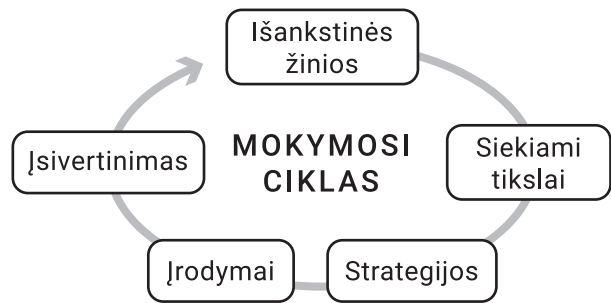 Išankstinės
žinios
MOKYMOSI
CIKLAS
Siekiami
tikslai
Strategijos
Įrodymai
Įsivertinimas